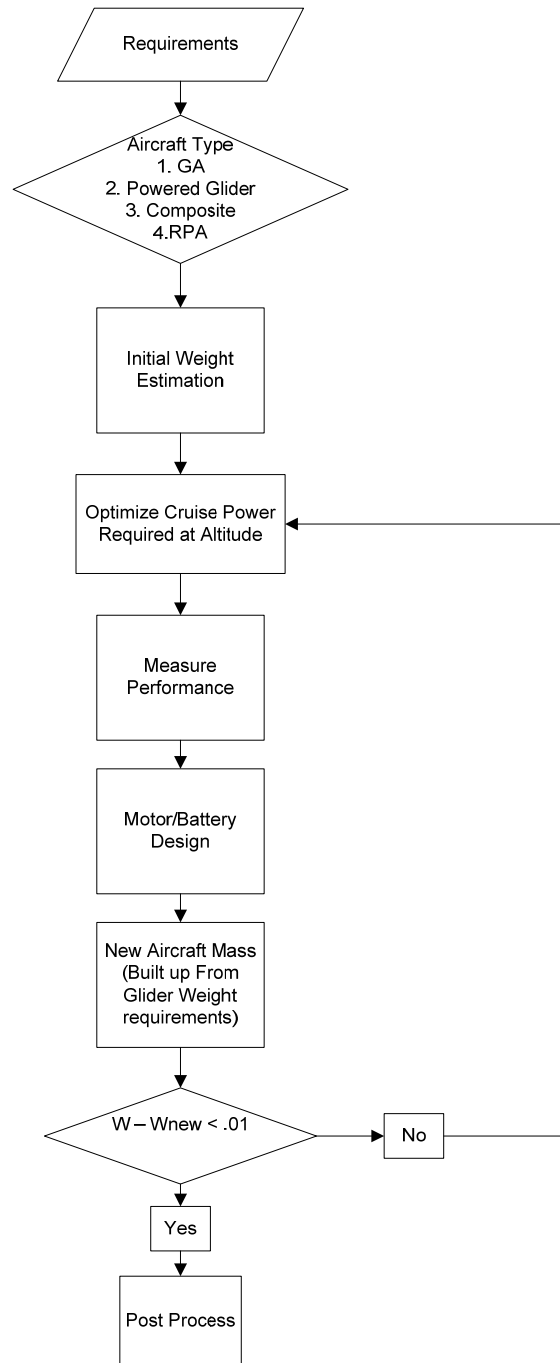 Requirements
Aircraft Type
1. GA
2. Powered Glider
3. Composite
4.RPA
Initial Weight
Estimation
Optimize Cruise Power
Required at Altitude
Measure
Performance
Motor/Battery
Design
New Aircraft Mass
(Built up From
Glider Weight
requirements)
W – Wnew < .01
No
Yes
Post Process